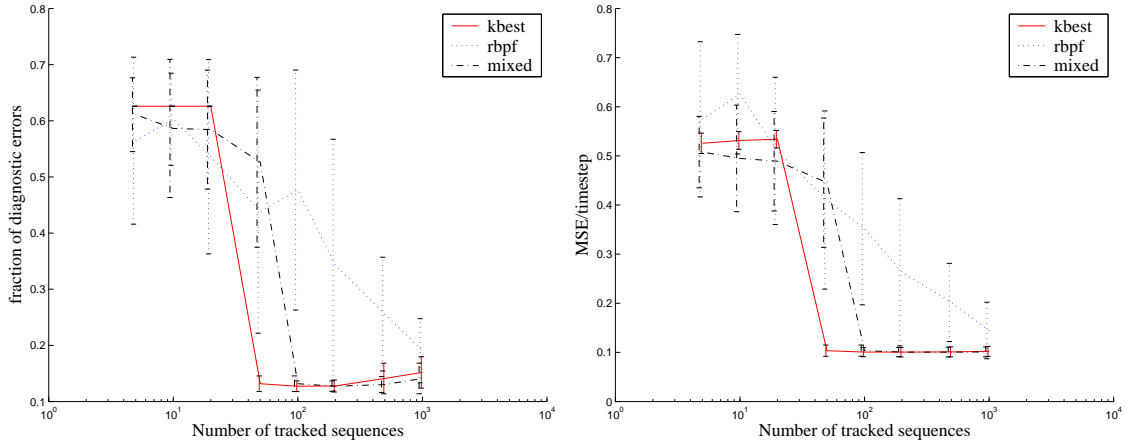 0.8
0.7
0.6
0.5
0.4
0.3
0.2
0.1
fraction of diagnostic errors
10^0
10^1
10^2
10^3
10^4
Number of tracked sequences
kbest
rbpf
mixed
0.8
0.7
0.6
0.5
0.4
0.3
0.2
0.1
0
MSE/timestep
10^0
10^1
10^2
10^3
10^4
Number of tracked sequences
kbest
rbpf
mixed